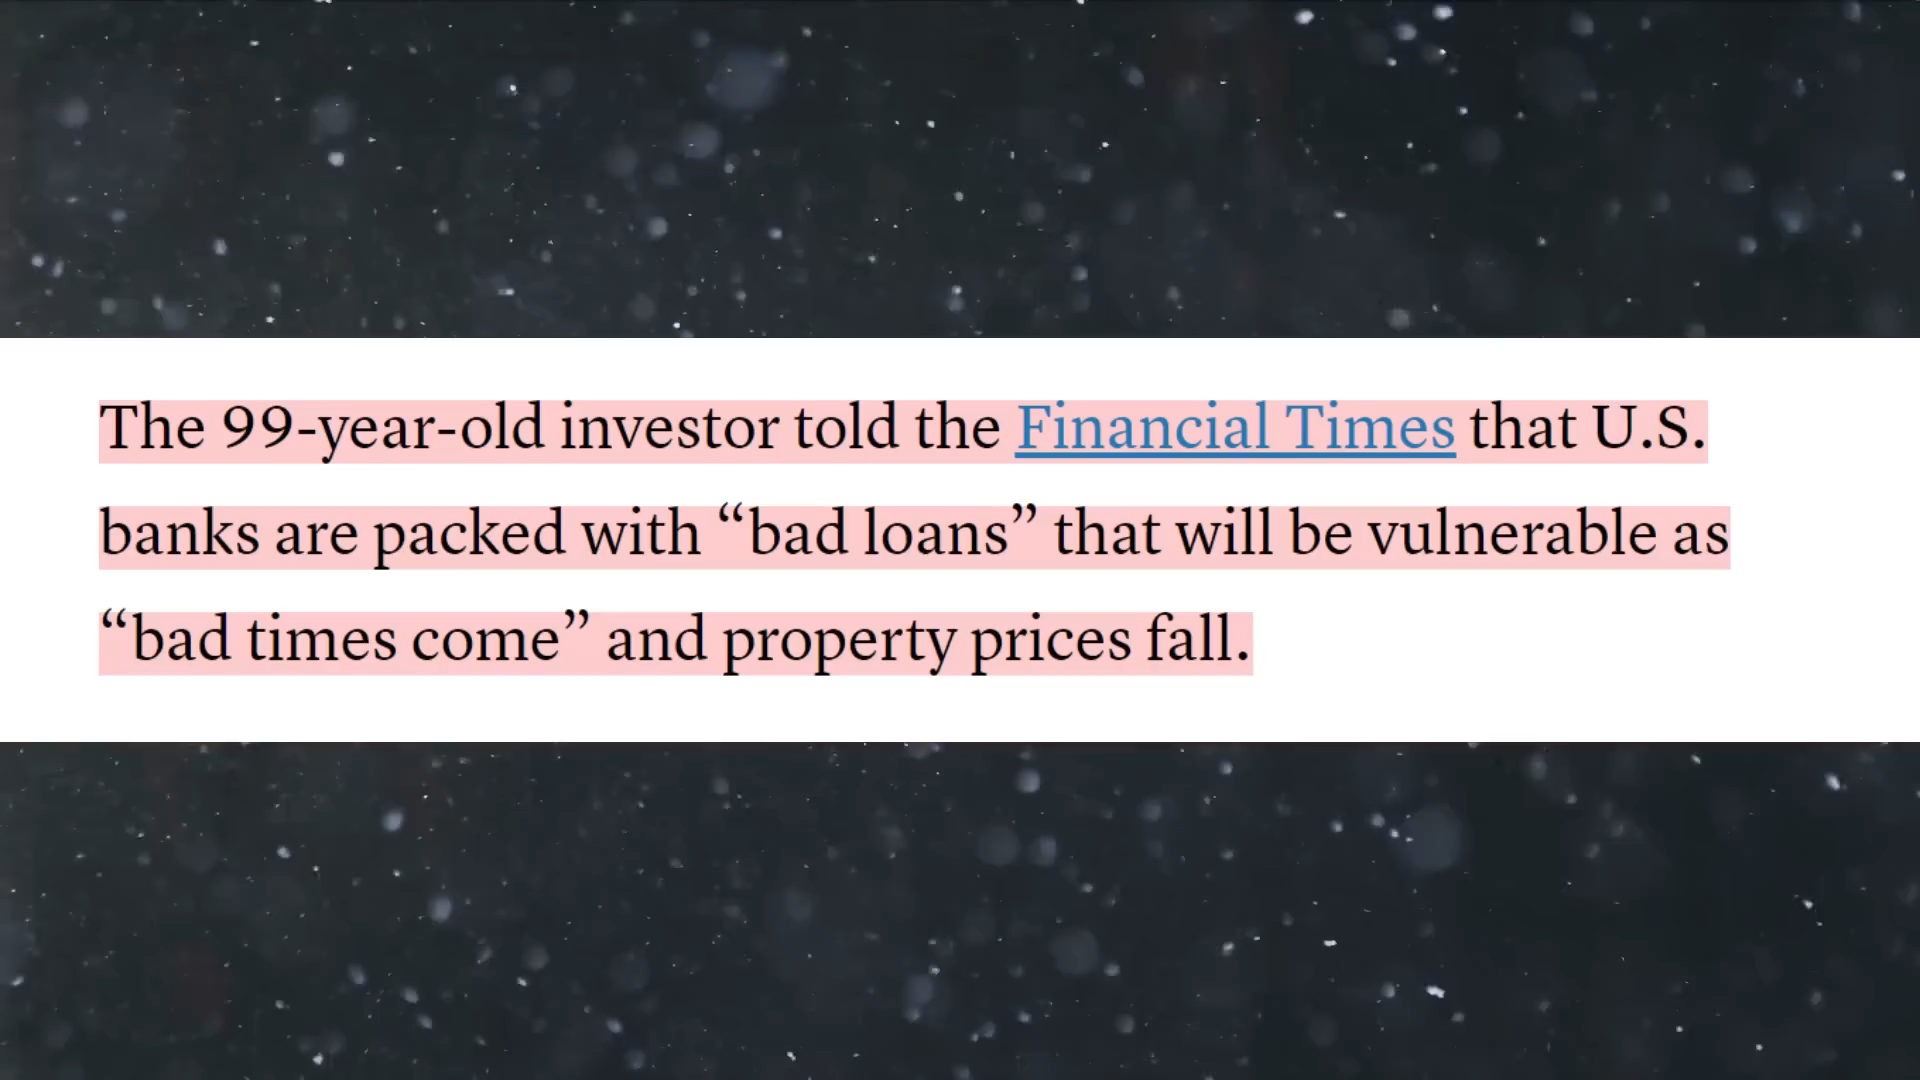 The 99-year-old investor told the Financial Times that U.S.
banks are packed with “bad loans” that will be vulnerable as
“bad times come” and property prices fall.